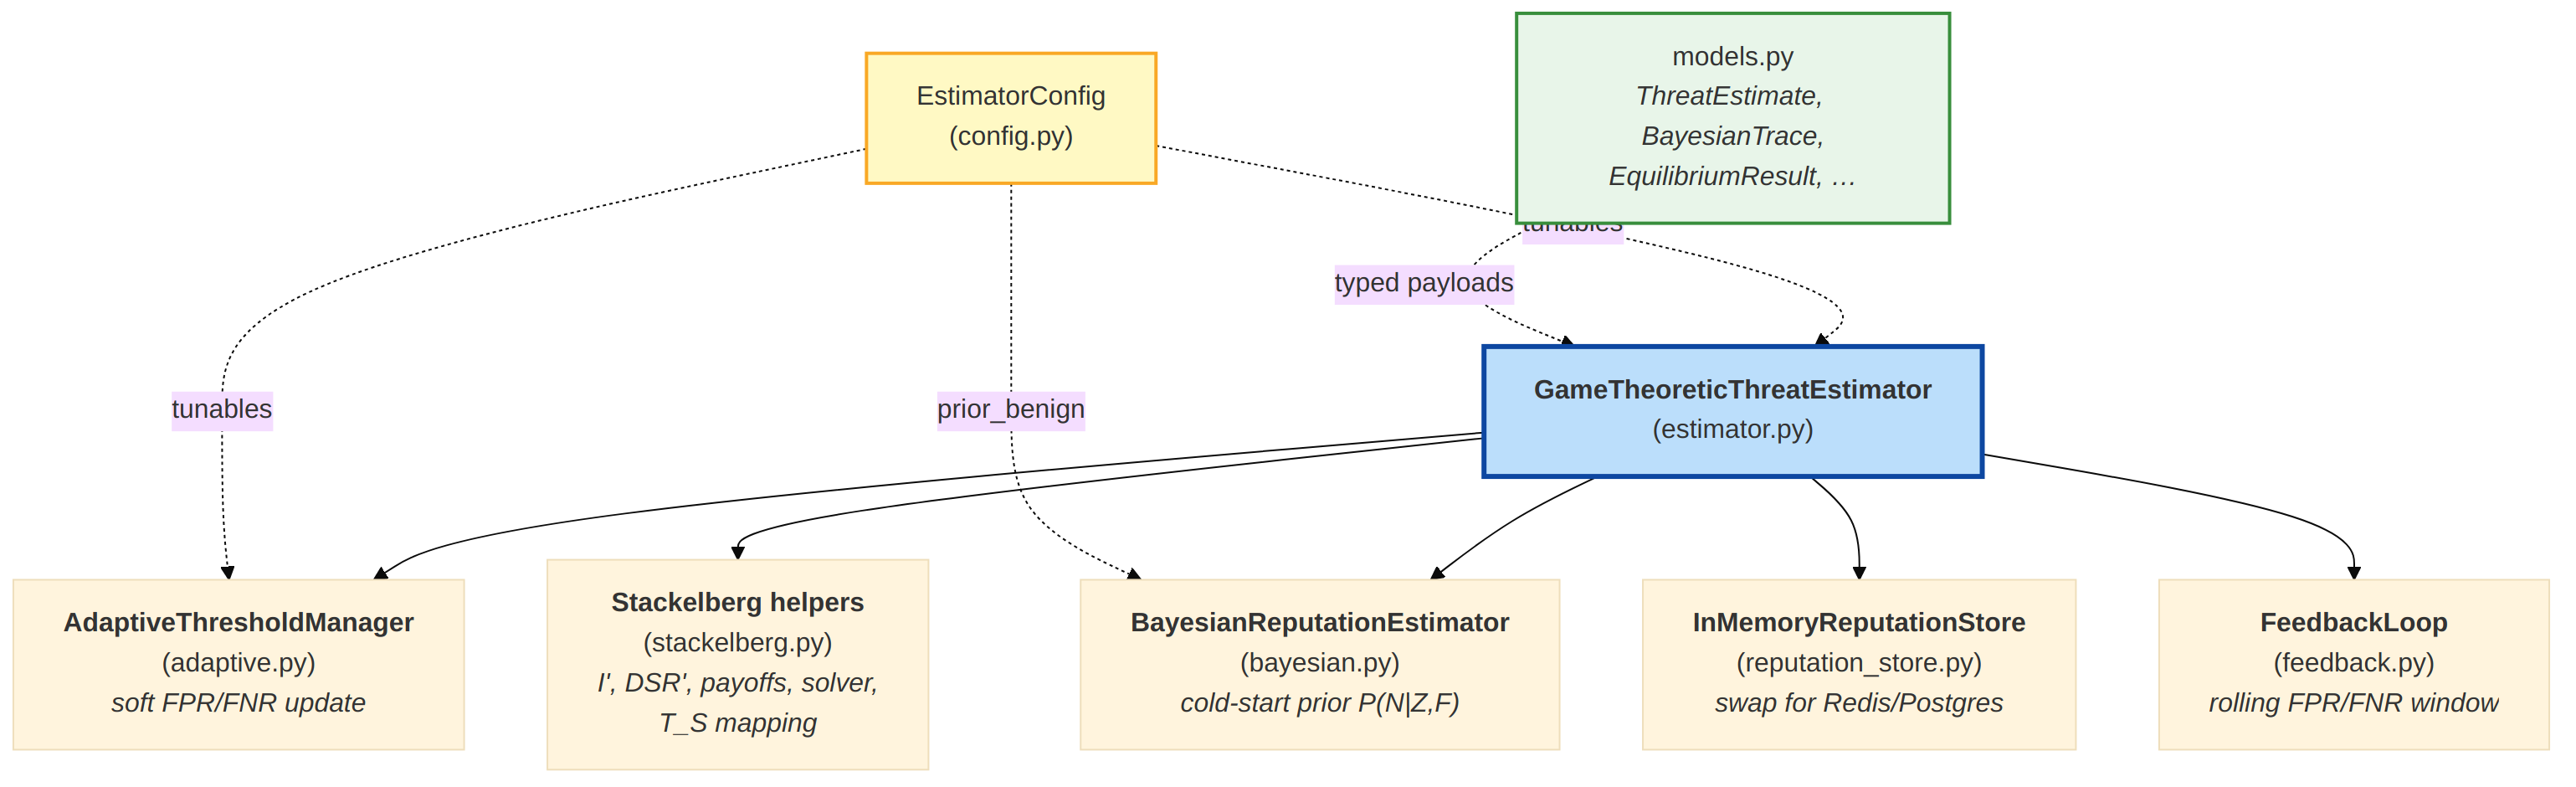 EstimatorConfig
(config.py)
models.py
ThreatEstimate,
BayesianTrace,
EquilibriumResult, …
tunables
typed payloads
tunables
prior_benign
GameTheoreticThreatEstimator
(estimator.py)
AdaptiveThresholdManager
(adaptive.py)
soft FPR/FNR update
Stackelberg helpers
(stackelberg.py)
I', DSR', payoffs, solver,
T_S mapping
BayesianReputationEstimator
(bayesian.py)
cold-start prior P(N|Z,F)
InMemoryReputationStore
(reputation_store.py)
swap for Redis/Postgres
FeedbackLoop
(feedback.py)
rolling FPR/FNR window